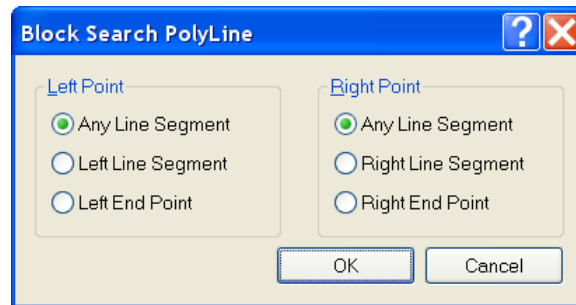 Block Search PolyLine
Left Point
Any Line Segment
Left Line Segment
Left End Point
Right Point
Any Line Segment
Right Line Segment
Right End Point
OK
Cancel